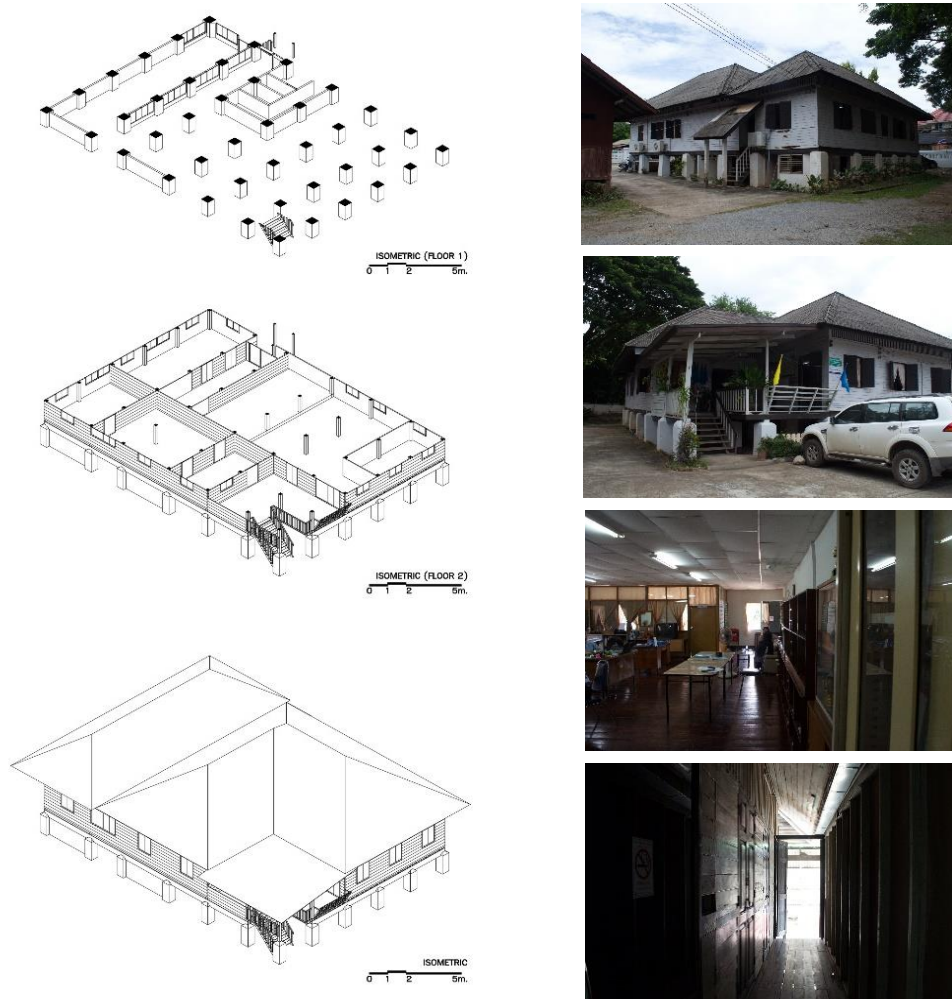 ISOMETRIC (FLOOR 1)
0 1 2 5m.
ISOMETRIC (FLOOR 2)
0 1 2 5m.
ISOMETRIC
0 1 2 5m.